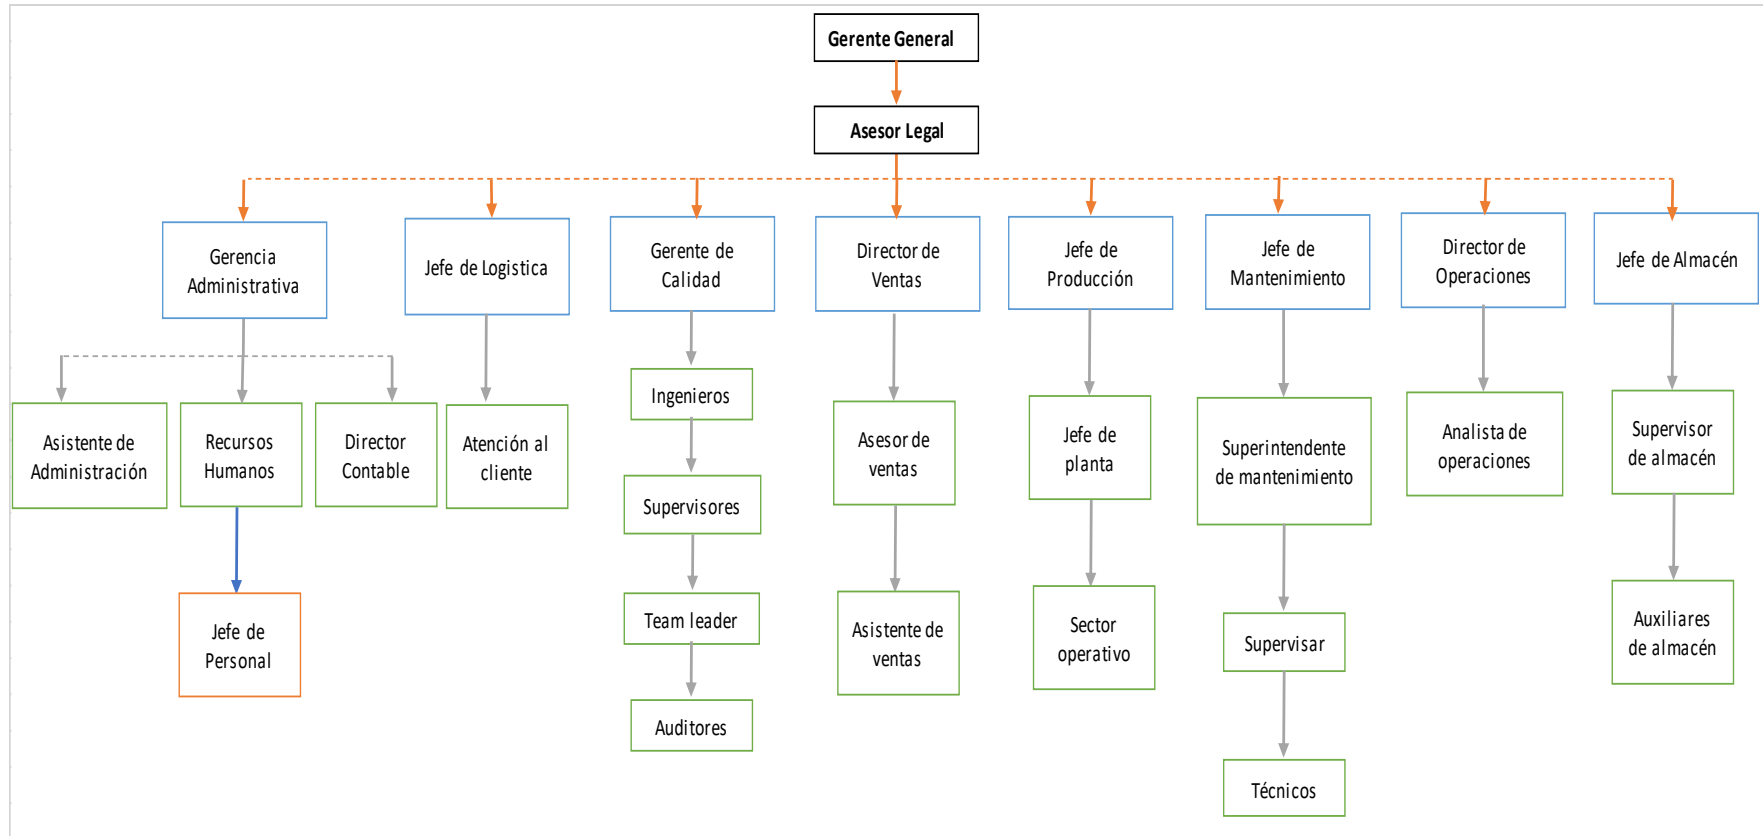 Gerente General
Asesor Legal
Gerencia
Administrativa
Jefe de Logistica
Gerente de
Calidad
Director de
Ventas
Jefe de
Producción
Jefe de
Mantenimiento
Director de
Operaciones
Jefe de Almacén
Asistente de
Administración
Recursos
Humanos
Director
Contable
Atención al
cliente
Ingenieros
Supervisores
Team leader
Auditores
Asesor de
ventas
Asistente de
ventas
Jefe de
planta
Sector
operativo
Superintendente
de mantenimiento
Supervisar
Técnicos
Analista de
operaciones
Supervisor
de almacén
Auxiliares
de almacén
Jefe de
Personal